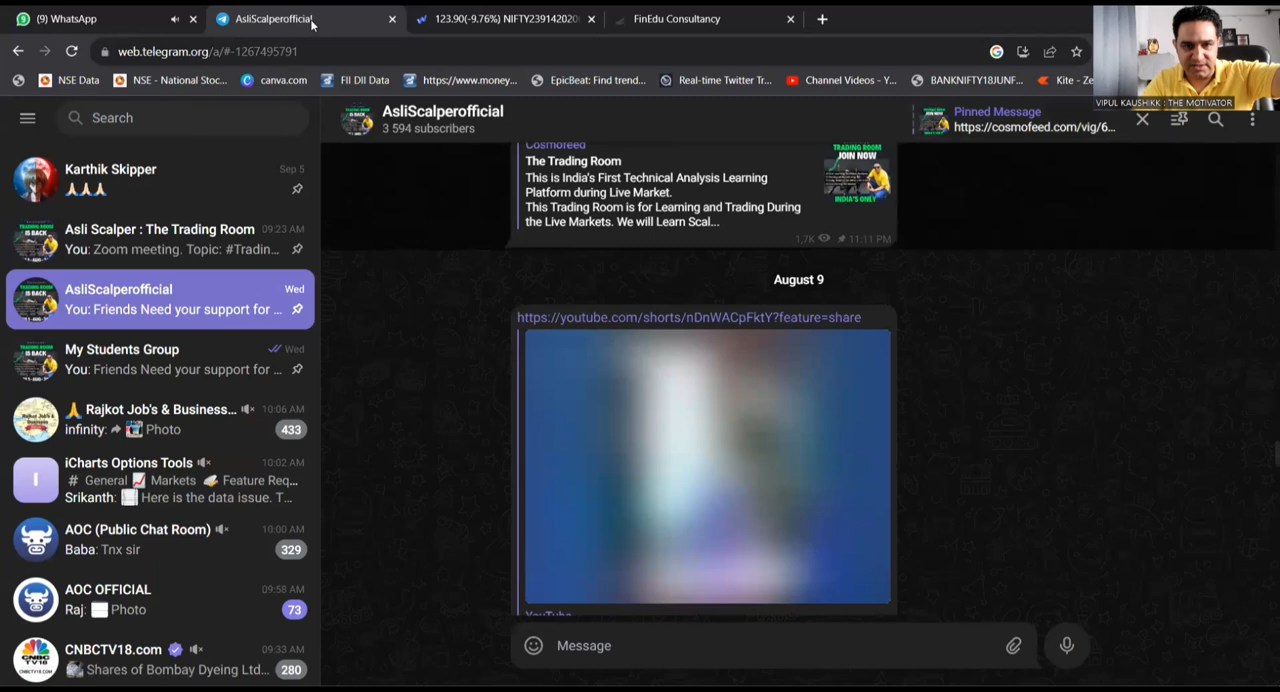 (9) WhatsApp
AsliScalperofficial
123.90(-9.76%) NIFTY239142020
FinEdu Consultancy
web.telegram.org/a/#-1267495791
NSE Data
NSE - National Stoc...
canva.com
FII DII Data
https://www.money...
EpicBeat: Find trend...
Real-time Twitter Tr...
Channel Videos - Y...
BANKNIFTY18JUNF...
Kite - Ze
VIPUL KAUSHIKK : THE MOTIVATOR
Search
AsliScalperofficial
3 594 subscribers
Pinned Message
https://cosmofeed.com/vig/6...
Karthik Skipper
Sep 5
🙏🙏🙏
Asli Scalper : The Trading Room
09:23 AM
You: Zoom meeting. Topic: #Tradin...
AsliScalperofficial
Wed
You: Friends Need your support for ...
My Students Group
Wed
You: Friends Need your support for ...
🙏 Rajkot Job's & Business...
10:06 AM
infinity: Photo
433
iCharts Options Tools
10:02 AM
# General 📈 Markets Feature Req...
Srikanth: Here is the data issue. T...
AOC (Public Chat Room)
10:00 AM
Baba: Tnx sir
329
AOC OFFICIAL
09:58 AM
Raj: Photo
73
CNBCTV18.com
09:33 AM
Shares of Bombay Dyeing Ltd...
280
Cosmofeed
The Trading Room
This is India's First Technical Analysis Learning
Platform during Live Market.
This Trading Room is for Learning and Trading During
the Live Markets. We will Learn Scal...
TRADING ROOM
JOIN NOW
INDIA'S ONLY
1,7K
11:11 PM
August 9
https://youtube.com/shorts/nDnWACpFktY?feature=share
YouTube
Message